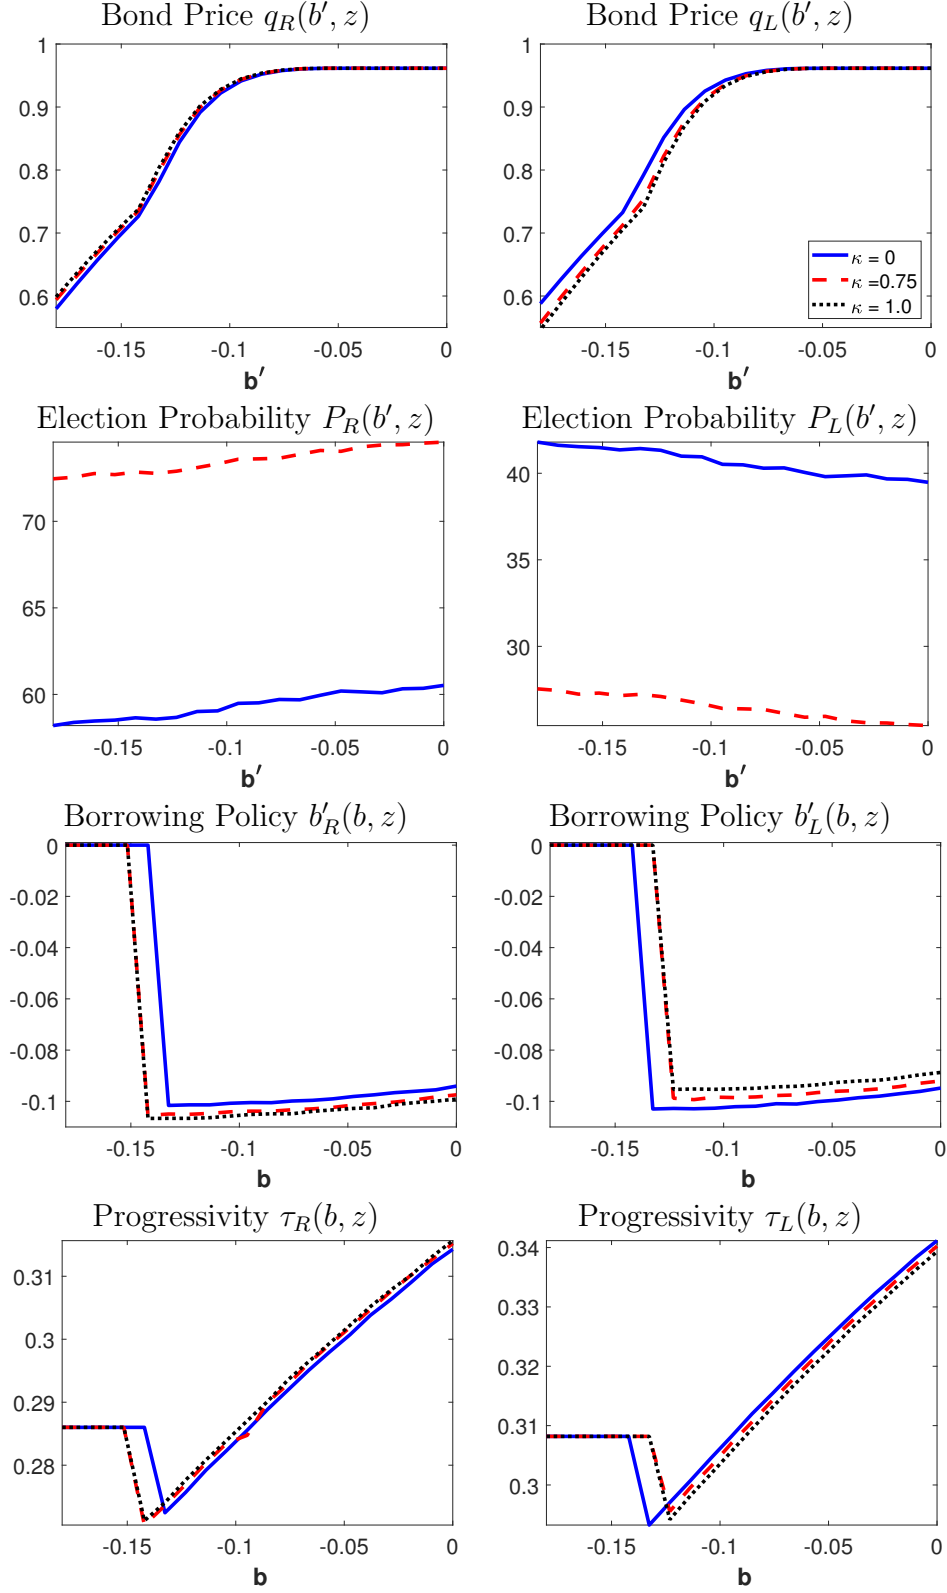 Bond Price q_R(b′, z)
Bond Price q_L(b′, z)
1
0.9
0.8
0.7
0.6
-0.15 -0.1 -0.05 0
b′
1
0.9
0.8
0.7
0.6
κ = 0
κ =0.75
κ = 1.0
-0.15 -0.1 -0.05 0
b′
Election Probability P_R(b′, z)
Election Probability P_L(b′, z)
70
65
60
-0.15 -0.1 -0.05 0
b′
40
35
30
-0.15 -0.1 -0.05 0
b′
Borrowing Policy b′_R(b, z)
Borrowing Policy b′_L(b, z)
0
-0.02
-0.04
-0.06
-0.08
-0.1
-0.15 -0.1 -0.05 0
b
0
-0.02
-0.04
-0.06
-0.08
-0.1
-0.15 -0.1 -0.05 0
b
Progressivity τ_R(b, z)
Progressivity τ_L(b, z)
0.31
0.3
0.29
0.28
-0.15 -0.1 -0.05 0
b
0.34
0.33
0.32
0.31
0.3
-0.15 -0.1 -0.05 0
b